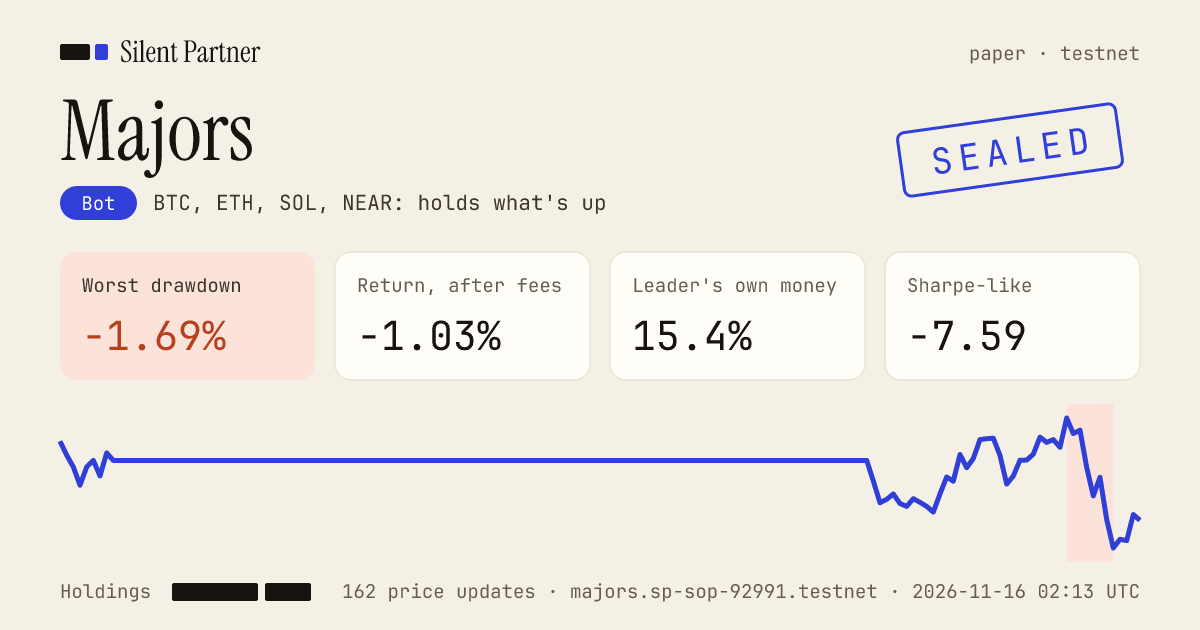 Silent Partner
paper · testnet
Majors
SEALED
Bot
BTC, ETH, SOL, NEAR: holds what's up
Worst drawdown
-1.69%
Return, after fees
-1.03%
Leader's own money
15.4%
Sharpe-like
-7.59
Holdings
162 price updates · majors.sp-sop-92991.testnet · 2026-11-16 02:13 UTC